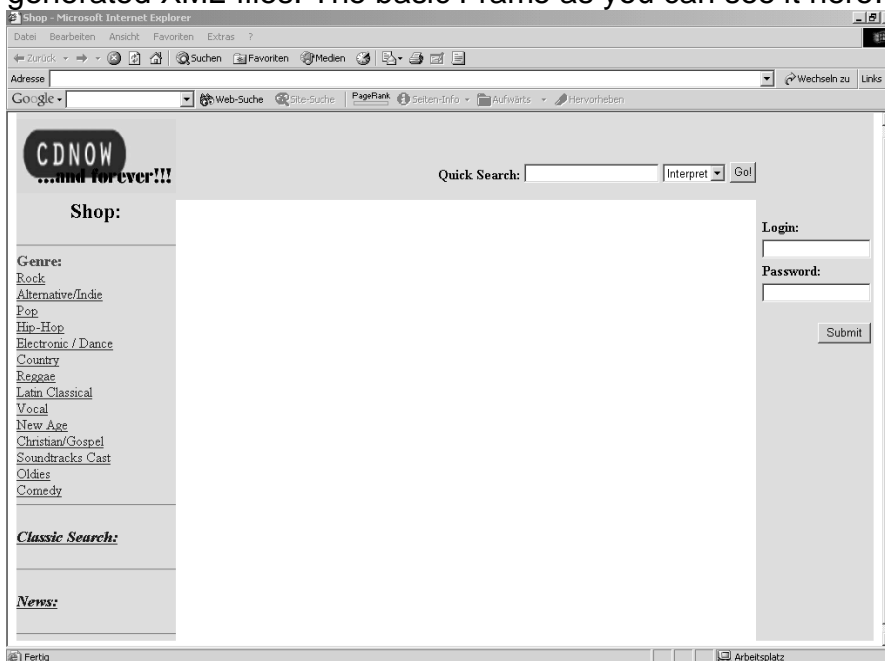 generated XML files. The basic Frame as you can see it here:
Shop - Microsoft Internet Explorer
Datei Bearbeiten Ansicht Favoriten Extras ?
Zurück Suchen Favoriten Medien
Adresse Wechseln zu Links
Google Web-Suche Site-Suche PageRank Seiten-Info Aufwärts Hervorheben
CDNOW
...and forever!!!
Quick Search: Interpret Go!
Shop:
Login:
Password:
Submit
Genre:
Rock
Alternative/Indie
Pop
Hip-Hop
Electronic / Dance
Country
Reggae
Latin Classical
Vocal
New Age
Christian/Gospel
Soundtracks Cast
Oldies
Comedy
Classic Search:
News:
Fertig Arbeitsplatz